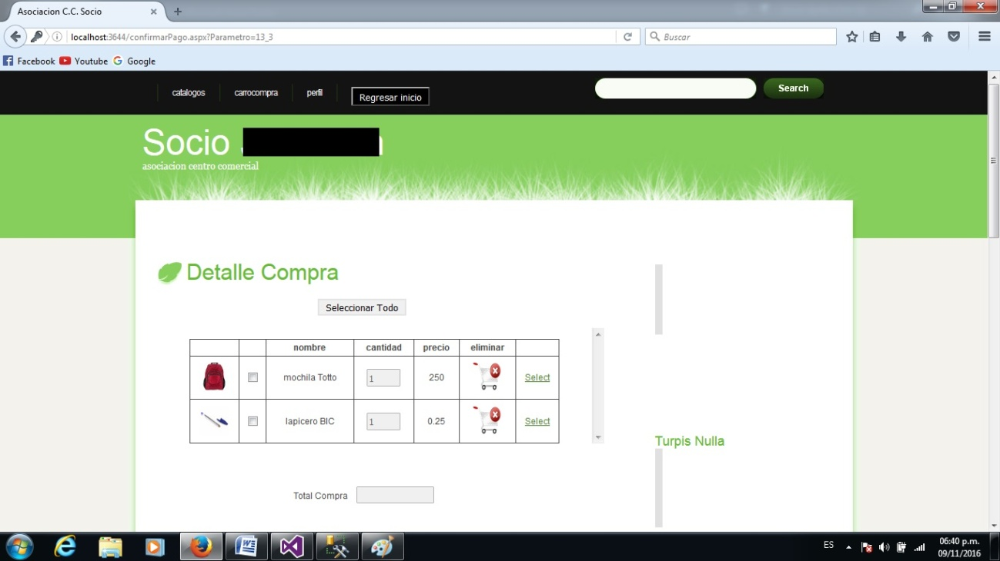 Asociacion C.C. Socio
localhost:3644/confirmarPago.aspx?Parametro=13_3
Buscar
Facebook Youtube Google
catalogos carrocompra perfil Regresar inicio Search
Socio
asociacion centro comercial
Detalle Compra
Seleccionar Todo
nombre cantidad precio eliminar
mochila Totto 1 250 Select
lapicero BIC 1 0.25 Select
Turpis Nulla
Total Compra
ES 06:40 p.m.
09/11/2016